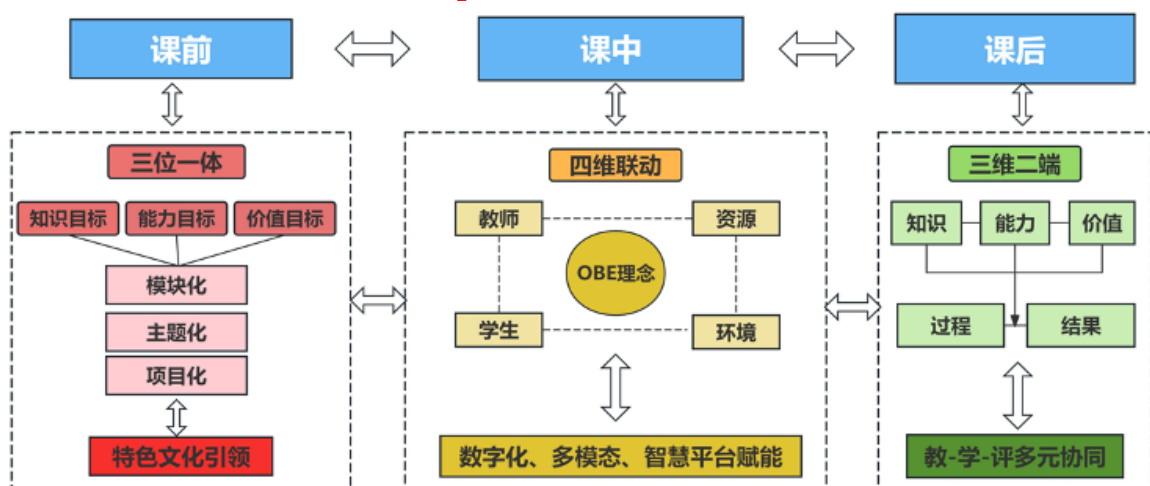 课前
课中
课后
三位一体
知识目标
能力目标
价值目标
模块化
主题化
项目化
特色文化引领
四维联动
教师
资源
OBE理念
学生
环境
数字化、多模态、智慧平台赋能
三维二端
知识
能力
价值
过程
结果
教-学-评多元协同